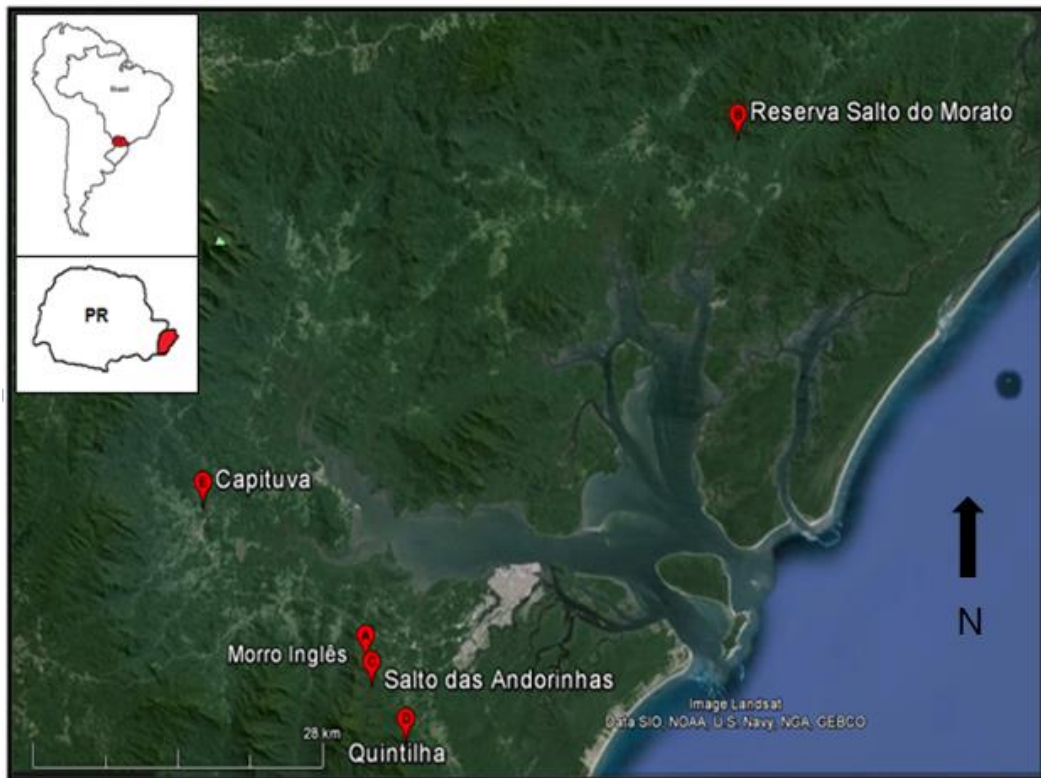 Brasil
PR
B
Reserva Salto do Morato
E
Capituva
A
Morro Inglês
C
Salto das Andorinhas
D
Quintilha
N
28 km
Image Landsat
Data SIO, NOAA, U.S. Navy, NGA, GEBCO